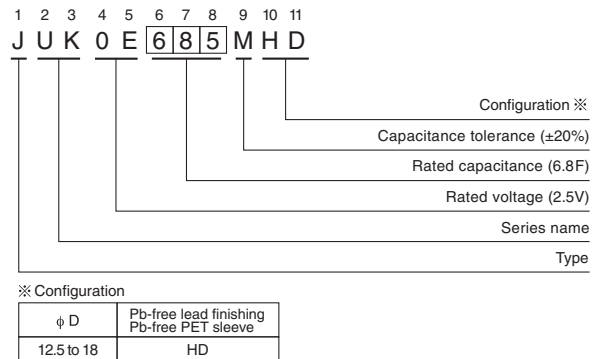 1 2 3 4 5 6 7 8 9 10 11
J U K 0 E 6 8 5 M H D
Configuration ※
Capacitance tolerance (±20%)
Rated capacitance (6.8F)
Rated voltage (2.5V)
Series name
Type
※ Configuration
ϕ D
Pb-free lead finishing
Pb-free PET sleeve
12.5 to 18 HD